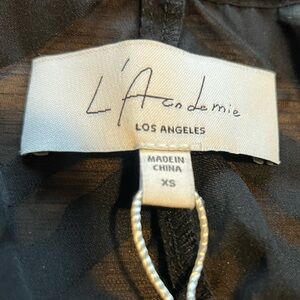 L'Academie
LOS ANGELES
MADE IN
CHINA
XS